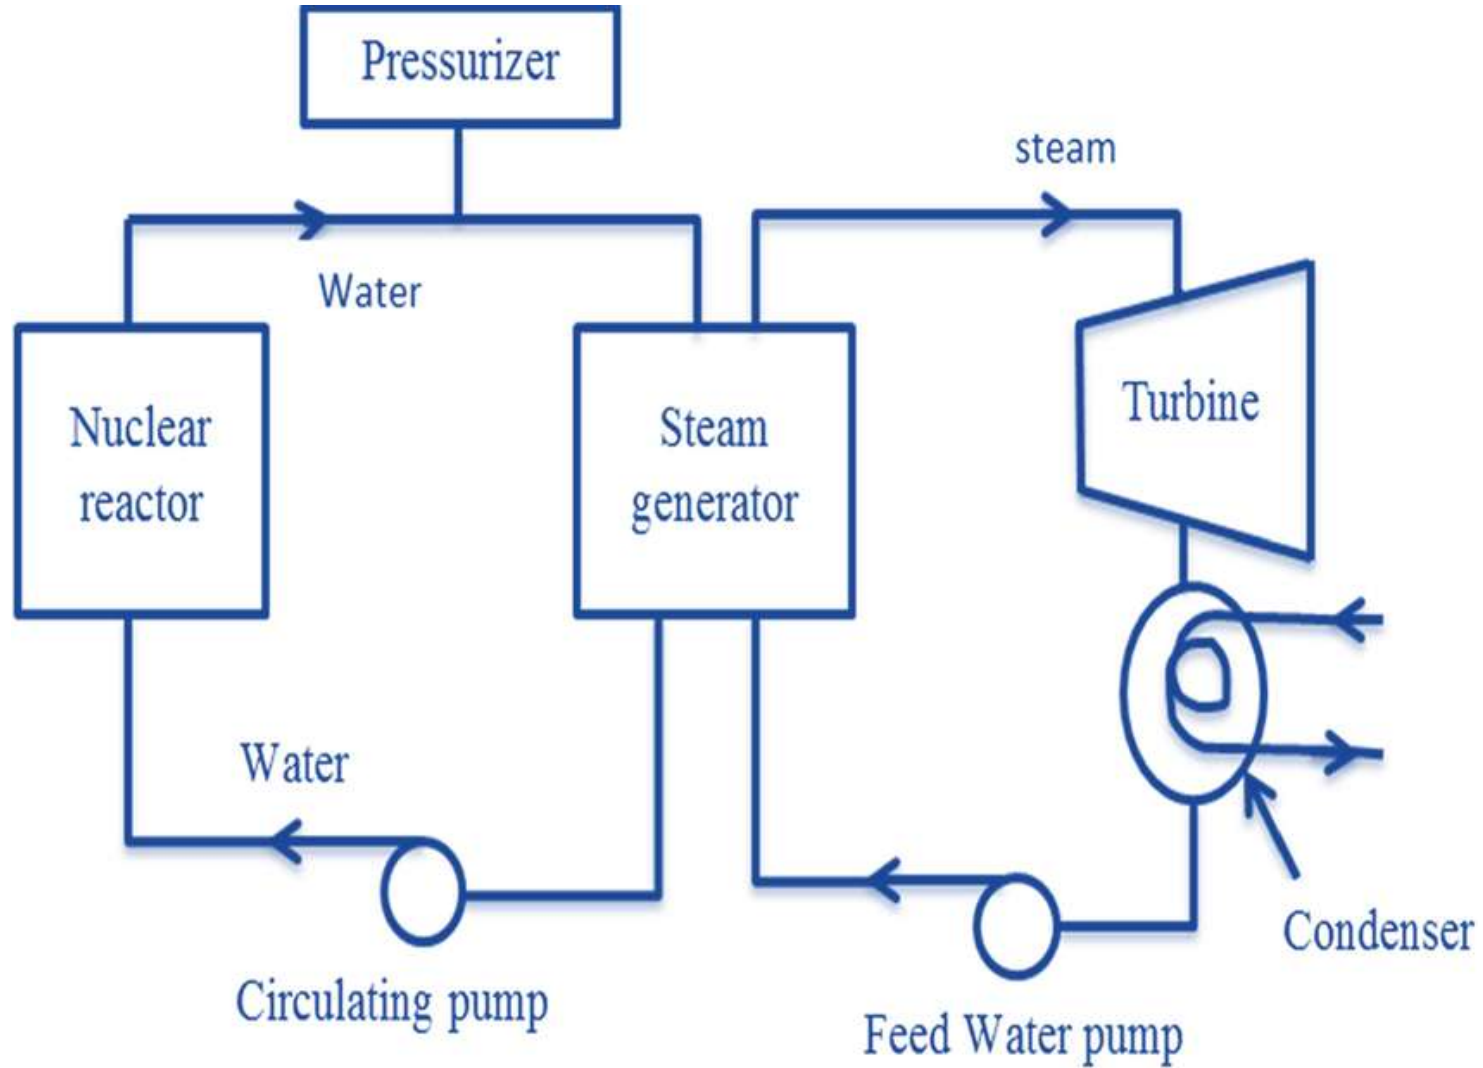 Pressurizer
steam
Water
Nuclear
reactor
Steam
generator
Turbine
Water
Condenser
Circulating pump
Feed Water pump